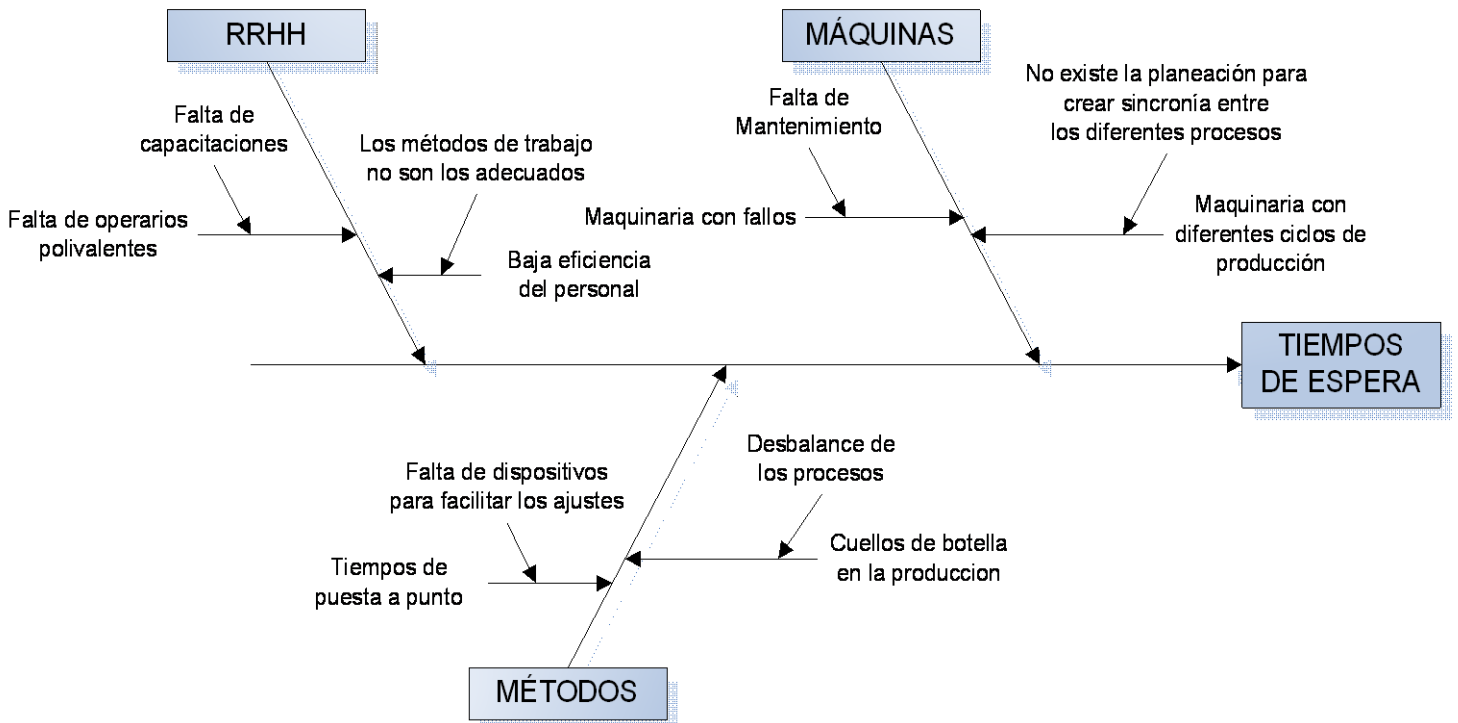 RRHH
MÁQUINAS
Falta de
capacitaciones
Los métodos de trabajo
no son los adecuados
Falta de operarios
polivalentes
Baja eficiencia
del personal
Falta de
Mantenimiento
No existe la planeación para
crear sincronía entre
los diferentes procesos
Maquinaria con fallos
Maquinaria con
diferentes ciclos de
producción
TIEMPOS
DE ESPERA
Falta de dispositivos
para facilitar los ajustes
Desbalance de
los procesos
Tiempos de
puesta a punto
Cuellos de botella
en la produccion
MÉTODOS